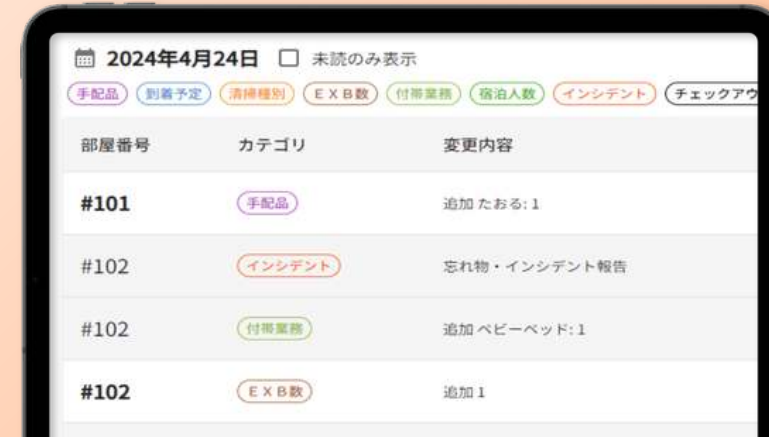 2024年4月24日 未読のみ表示
手配品 到着予定 清掃種別 EXB数 付帯業務 宿泊人数 インシデント チェックアウ
部屋番号 カテゴリ 変更内容
#101 手配品 追加 たおる: 1
#102 インシデント 忘れ物・インシデント報告
#102 付帯業務 追加 ベビーベッド: 1
#102 EXB数 追加 1